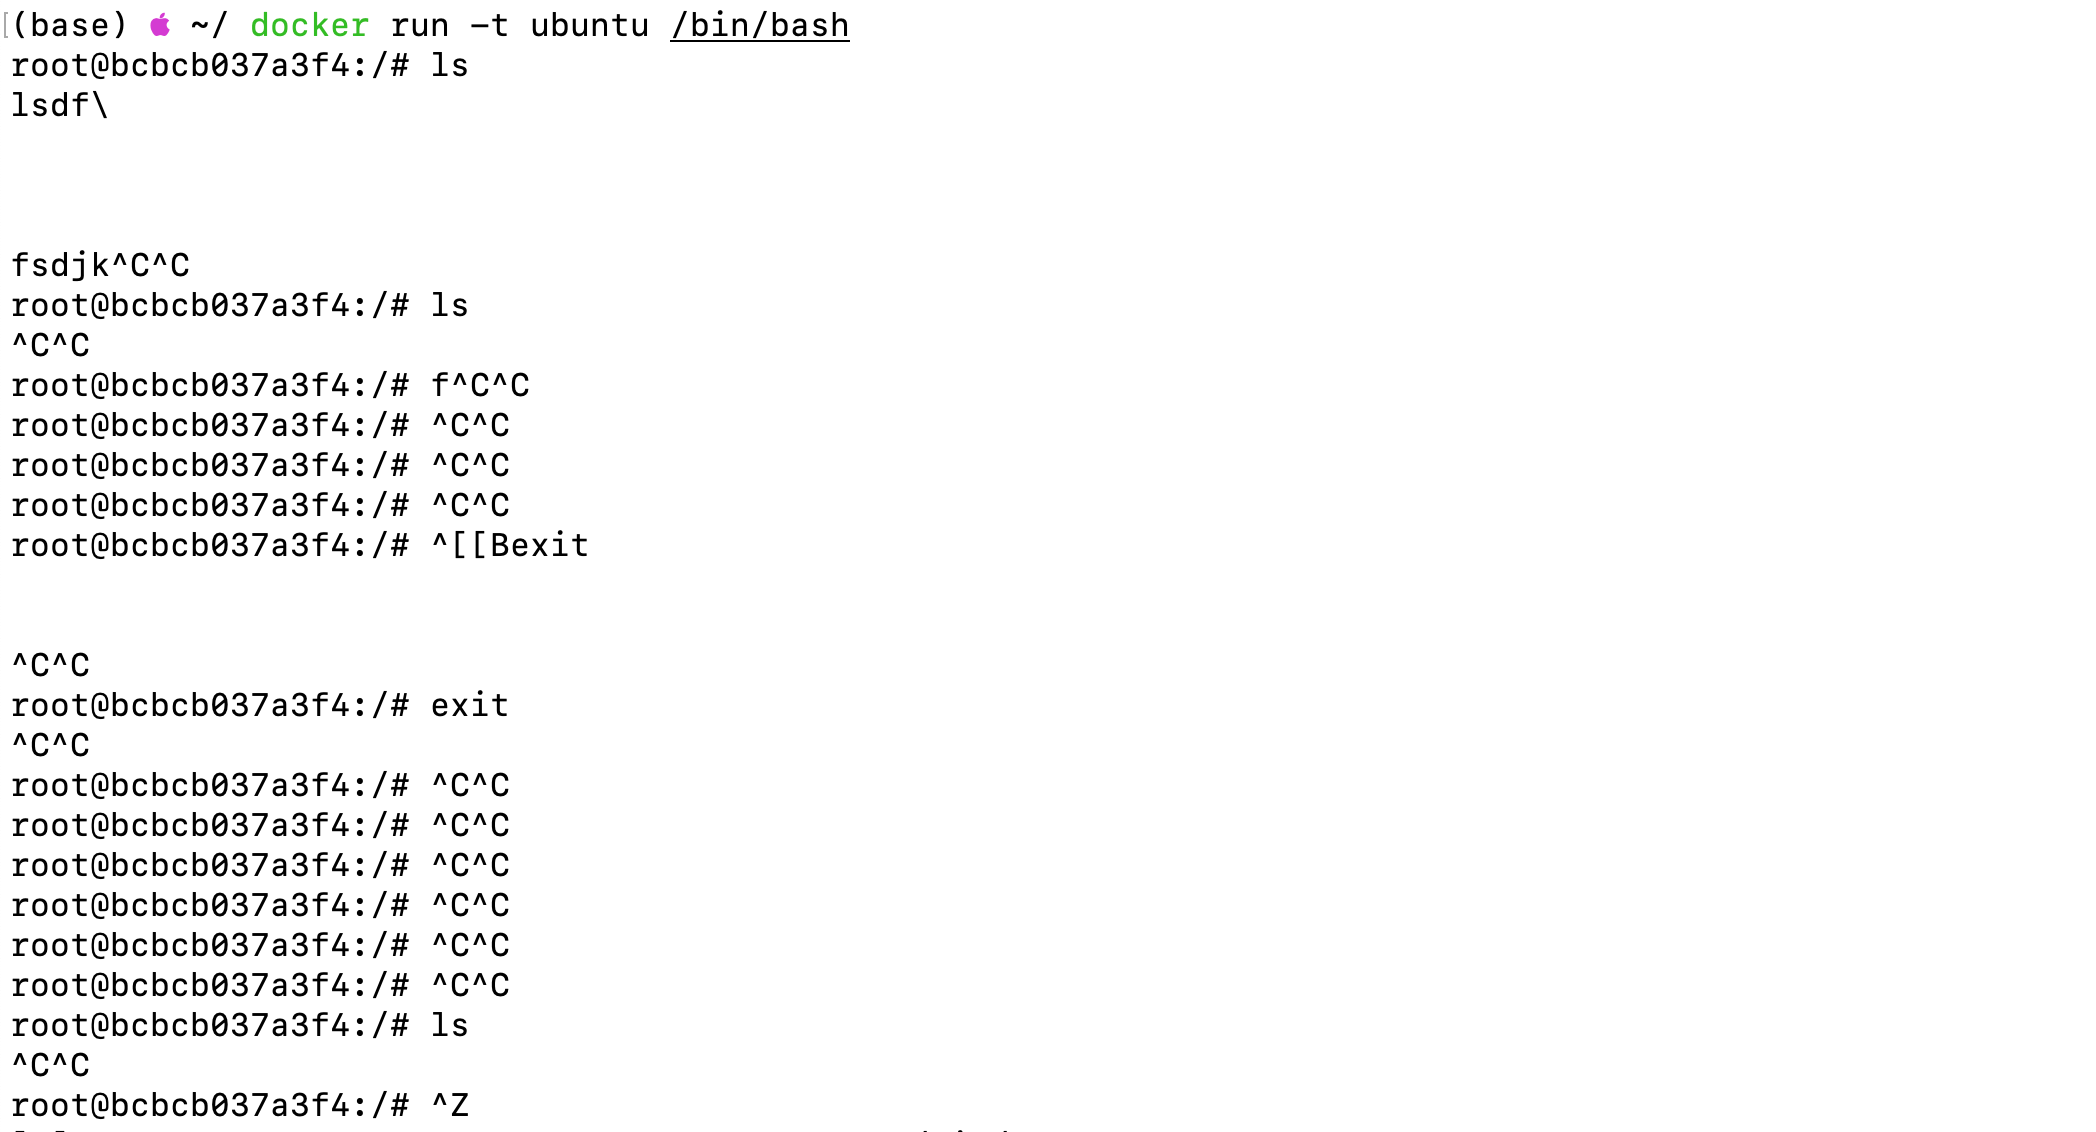 (base)  ~/ docker run -t ubuntu /bin/bash
root@bcbcb037a3f4:/# ls
lsdf\
fsdjk^C^C
root@bcbcb037a3f4:/# ls
^C^C
root@bcbcb037a3f4:/# f^C^C
root@bcbcb037a3f4:/# ^C^C
root@bcbcb037a3f4:/# ^C^C
root@bcbcb037a3f4:/# ^C^C
root@bcbcb037a3f4:/# ^[[Bexit
^C^C
root@bcbcb037a3f4:/# exit
^C^C
root@bcbcb037a3f4:/# ^C^C
root@bcbcb037a3f4:/# ^C^C
root@bcbcb037a3f4:/# ^C^C
root@bcbcb037a3f4:/# ^C^C
root@bcbcb037a3f4:/# ^C^C
root@bcbcb037a3f4:/# ^C^C
root@bcbcb037a3f4:/# ls
^C^C
root@bcbcb037a3f4:/# ^Z